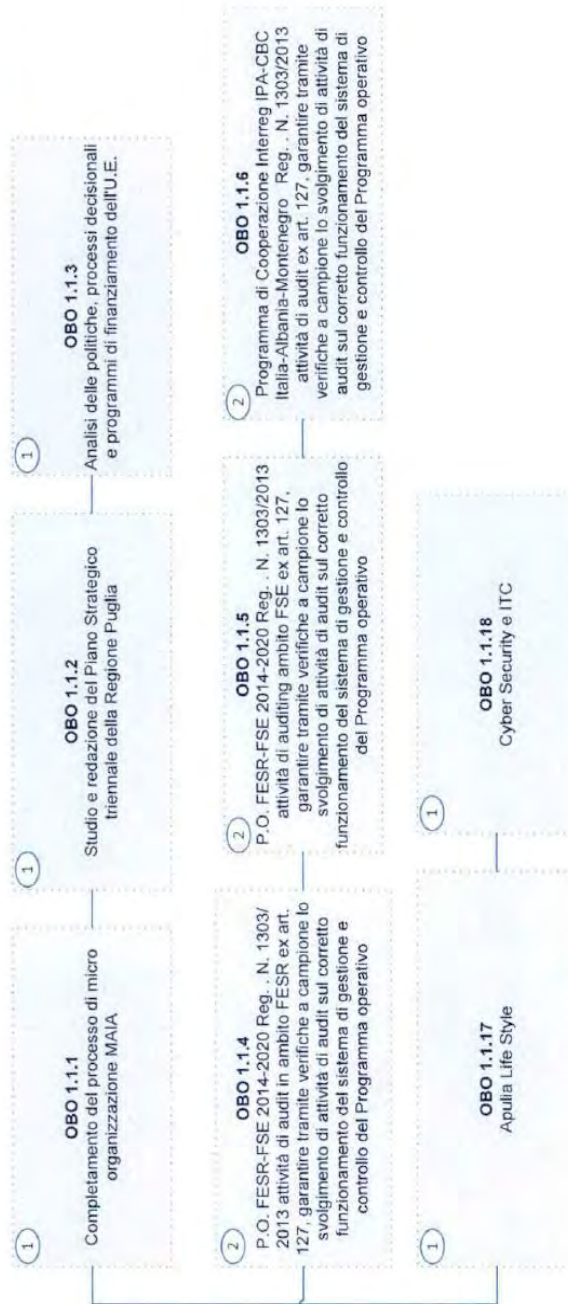 1
OBO 1.1.1
Completamento del processo di micro
organizzazione MAIA
1
OBO 1.1.2
Studio e redazione del Piano Strategico
triennale della Regione Puglia
1
OBO 1.1.3
Analisi delle politiche, processi decisionali
e programmi di finanziamento dell'U.E.
2
OBO 1.1.4
P.O. FESR-FSE 2014-2020 Reg. . N. 1303/
2013 attività di audit in ambito FESR ex art.
127, garantire tramite verifiche a campione lo
svolgimento di attività di audit sul corretto
funzionamento del sistema di gestione e
controllo del Programma operativo
2
OBO 1.1.5
P.O. FESR-FSE 2014-2020 Reg. . N. 1303/2013
attività di auditing ambito FSE ex art. 127,
garantire tramite verifiche a campione lo
svolgimento di attività di audit sul corretto
funzionamento del sistema di gestione e controllo
del Programma operativo
2
OBO 1.1.6
Programma di Cooperazione Interreg IPA-CBC
Italia-Albania-Montenegro Reg. . N. 1303/2013
attività di audit ex art. 127, garantire tramite
verifiche a campione lo svolgimento di attività di
audit sul corretto funzionamento del sistema di
gestione e controllo del Programma operativo
1
OBO 1.1.17
Apulia Life Style
1
OBO 1.1.18
Cyber Security e ITC